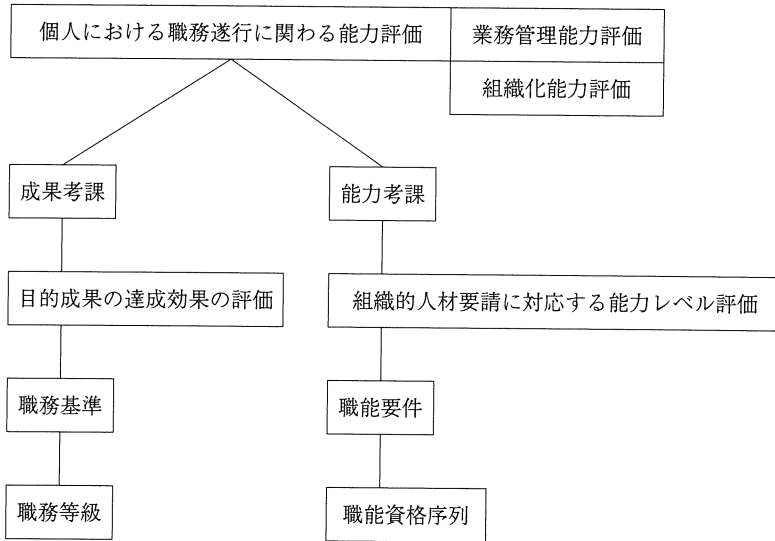 個人における職務遂行に関わる能力評価
業務管理能力評価
組織化能力評価
成果考課
能力考課
目的成果の達成効果の評価
組織的人材要請に対応する能力レベル評価
職務基準
職能要件
職務等級
職能資格序列